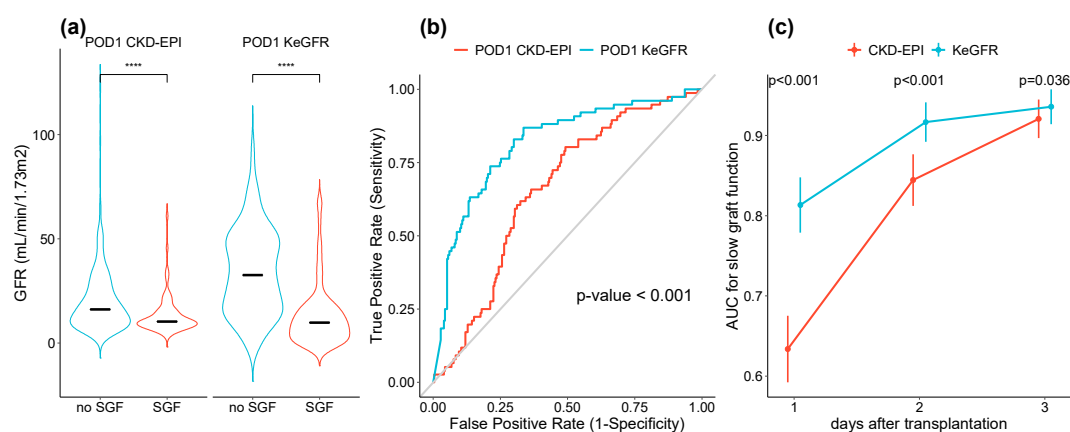 (a)
POD1 CKD-EPI
POD1 KeGFR
****
****
GFR (mL/min/1.73m2)
100
50
0
no SGF
SGF
no SGF
SGF
(b)
POD1 CKD-EPI
POD1 KeGFR
True Positive Rate (Sensitivity)
1.00
0.75
0.50
0.25
0.00
p-value < 0.001
0.00
0.25
0.50
0.75
1.00
False Positive Rate (1-Specificity)
(c)
CKD-EPI
KeGFR
p<0.001
p<0.001
p=0.036
AUC for slow graft function
0.9
0.8
0.7
0.6
1
2
3
days after transplantation